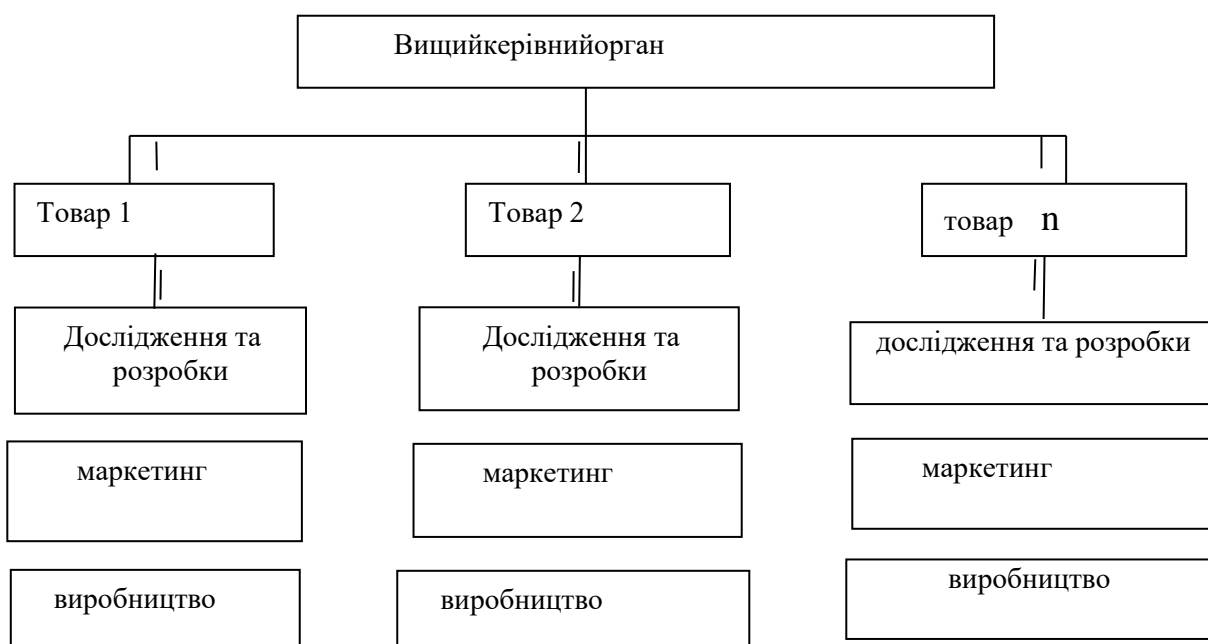 Вищийкерівнийорган
Товар 1
Товар 2
товар n
Дослідження та
розробки
Дослідження та
розробки
дослідження та розробки
маркетинг
маркетинг
маркетинг
виробництво
виробництво
виробництво